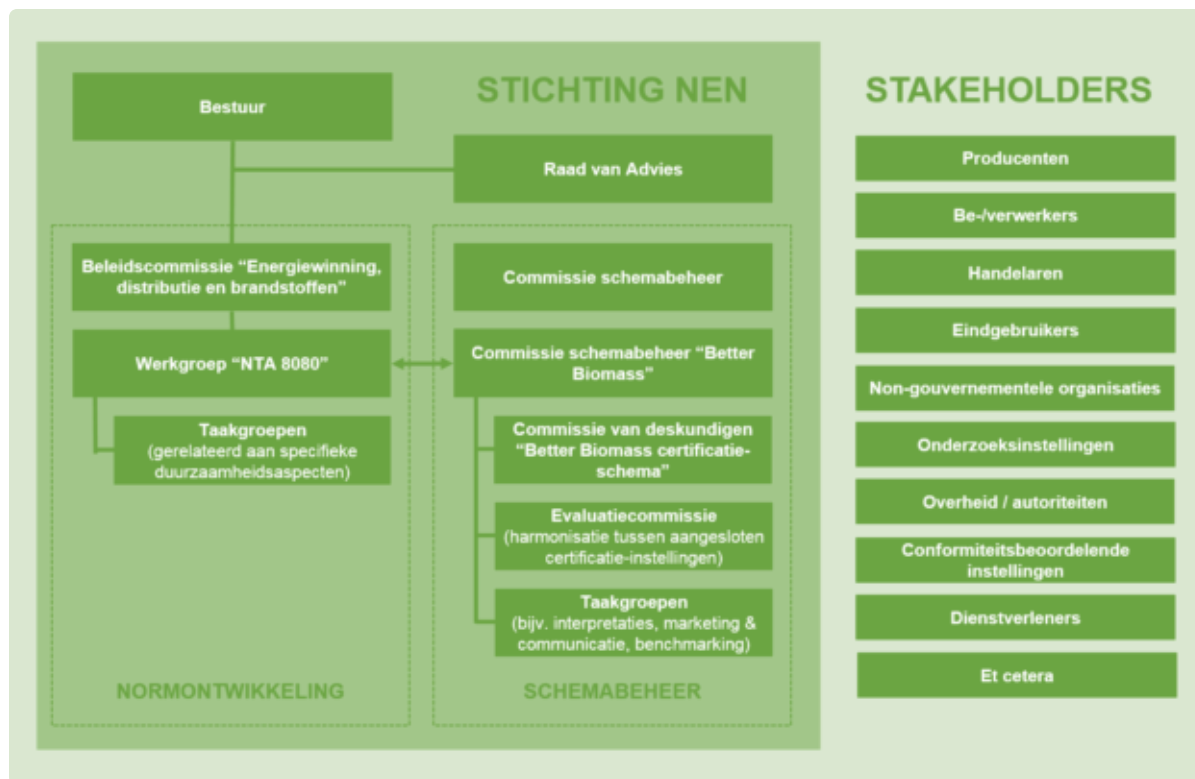 STICHTING NEN
Bestuur
Raad van Advies
Beleidscommissie “Energiewinning,
distributie en brandstoffen”
Werkgroep “NTA 8080”
Taakgroepen
(gerelateerd aan specifieke
duurzaamheidsaspecten)
NORMONTWIKKELING
Commissie schemabeheer
Commissie schemabeheer “Better
Biomass”
Commissie van deskundigen
“Better Biomass certificatie-
schema”
Evaluatiecommissie
(harmonisatie tussen aangesloten
certificatie-instellingen)
Taakgroepen
(bijv. interpretaties, marketing &
communicatie, benchmarking)
SCHEMABEHEER
STAKEHOLDERS
Producenten
Be-/verwerkers
Handelaren
Eindgebruikers
Non-gouvernementele organisaties
Onderzoeksinstellingen
Overheid / autoriteiten
Conformiteitsbeoordelende
instellingen
Dienstverleners
Et cetera